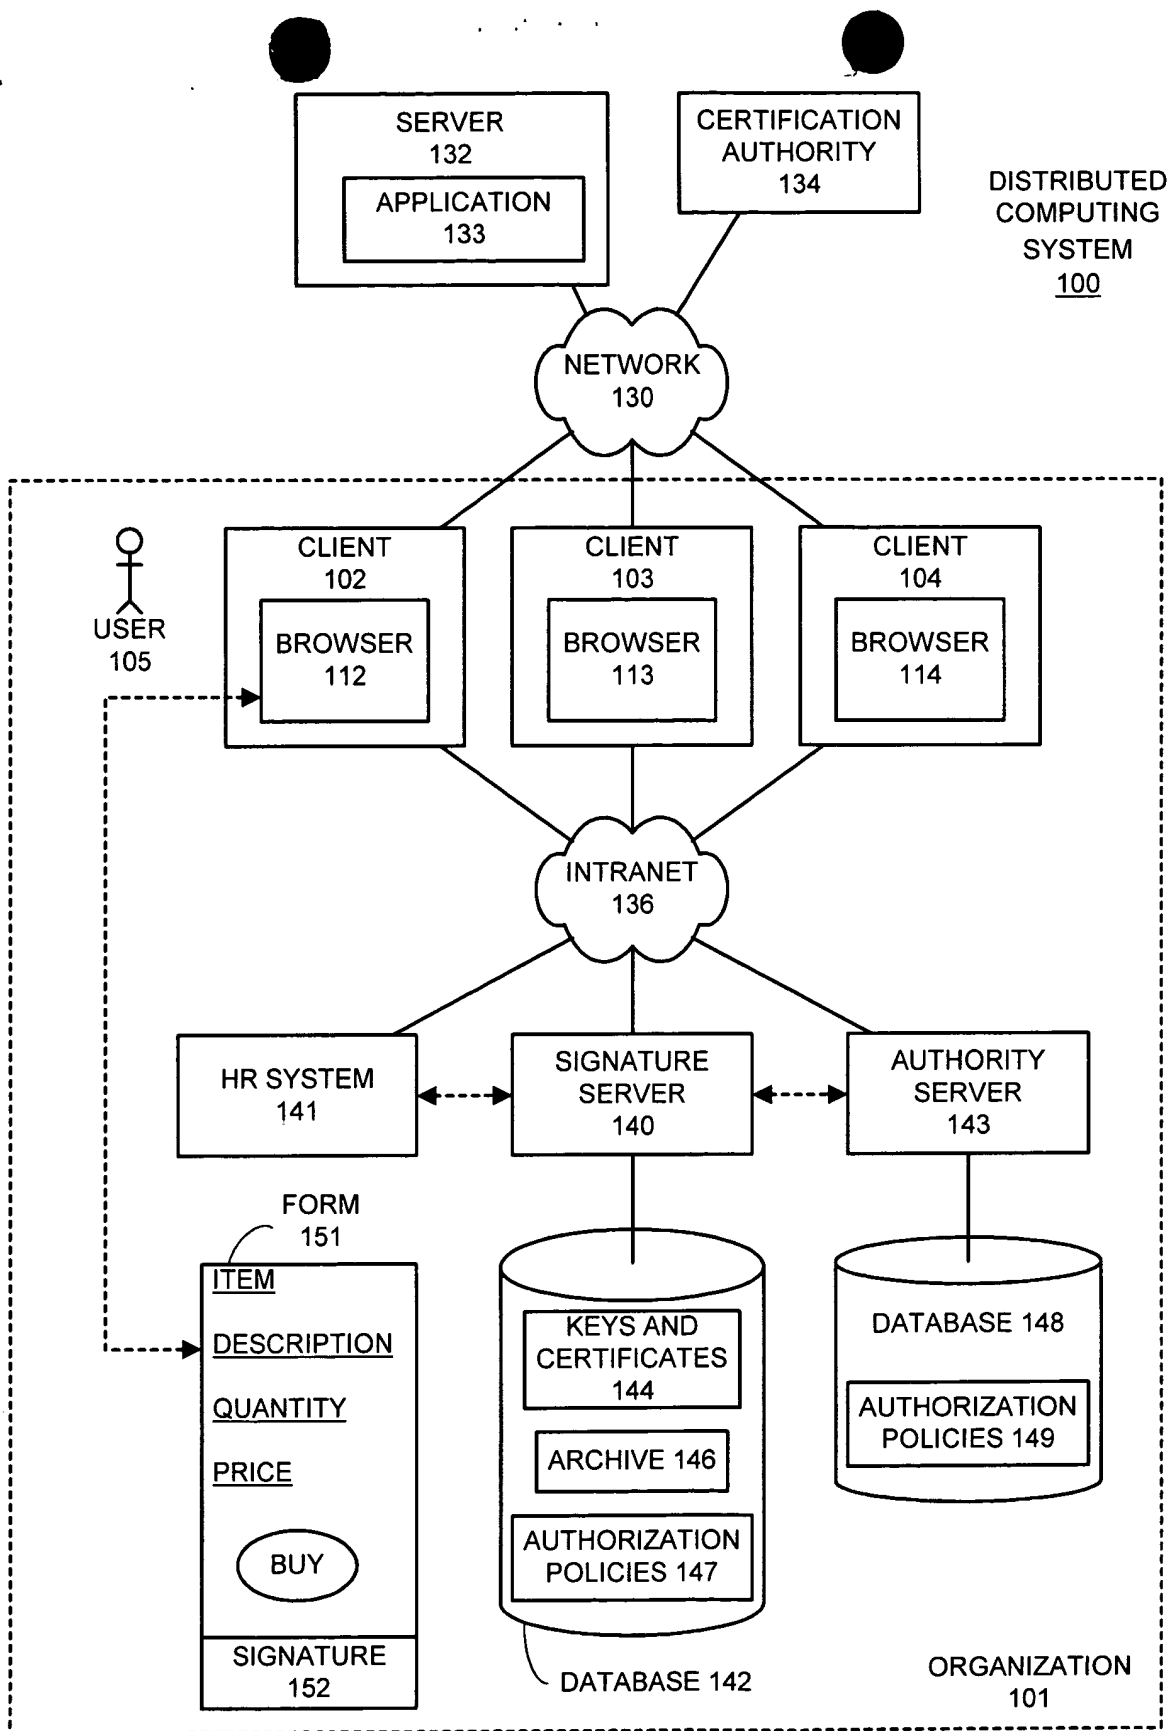 SERVER
132
APPLICATION
133
CERTIFICATION
AUTHORITY
134
DISTRIBUTED
COMPUTING
SYSTEM
100
NETWORK
130
USER
105
CLIENT
102
BROWSER
112
CLIENT
103
BROWSER
113
CLIENT
104
BROWSER
114
INTRANET
136
HR SYSTEM
141
SIGNATURE
SERVER
140
AUTHORITY
SERVER
143
FORM
151
ITEM
DESCRIPTION
QUANTITY
PRICE
BUY
SIGNATURE
152
KEYS AND
CERTIFICATES
144
ARCHIVE 146
AUTHORIZATION
POLICIES 147
DATABASE 142
DATABASE 148
AUTHORIZATION
POLICIES 149
ORGANIZATION
101